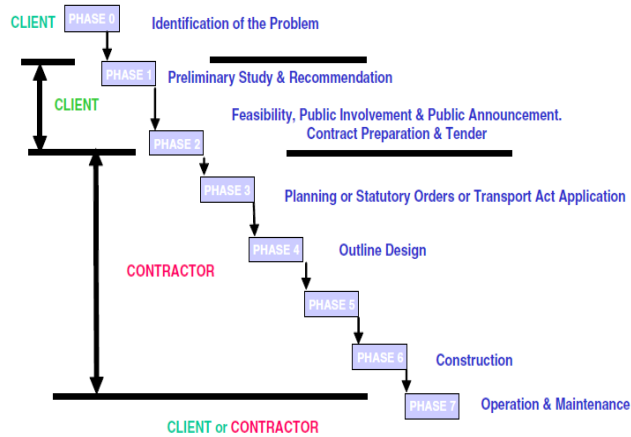 CLIENT PHASE 0 Identification of the Problem
PHASE 1 Preliminary Study & Recommendation
CLIENT
Feasibility, Public Involvement & Public Announcement.
Contract Preparation & Tender
PHASE 2
PHASE 3 Planning or Statutory Orders or Transport Act Application
PHASE 4 Outline Design
CONTRACTOR
PHASE 5
PHASE 6 Construction
PHASE 7 Operation & Maintenance
CLIENT or CONTRACTOR